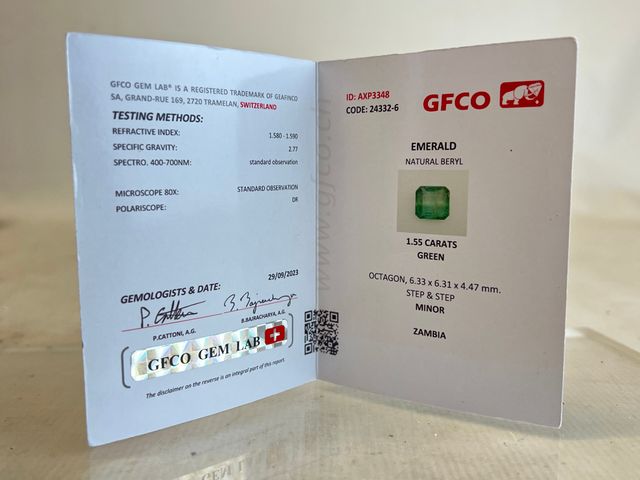 GFCO GEM LAB® IS A REGISTERED TRADEMARK OF GEAFINCO
SA, GRAND-RUE 169, 2720 TRAMELAN, SWITZERLAND
TESTING METHODS:
REFRACTIVE INDEX: 1.580 - 1.590
SPECIFIC GRAVITY: 2.77
SPECTRO. 400-700NM: standard observation
MICROSCOPE 80X: STANDARD OBSERVATION
POLARISCOPE: DR
29/09/2023
GEMOLOGISTS & DATE:
P.CATTONI, A.G. B.BAJRACHARYA, A.G.
GFCO GEM LAB
The disclaimer on the reverse is an integral part of this report.
www.gfco.ch
ID: AXP3348
CODE: 24332-6
GFCO
EMERALD
NATURAL BERYL
1.55 CARATS
GREEN
OCTAGON, 6.33 x 6.31 x 4.47 mm.
STEP & STEP
MINOR
ZAMBIA